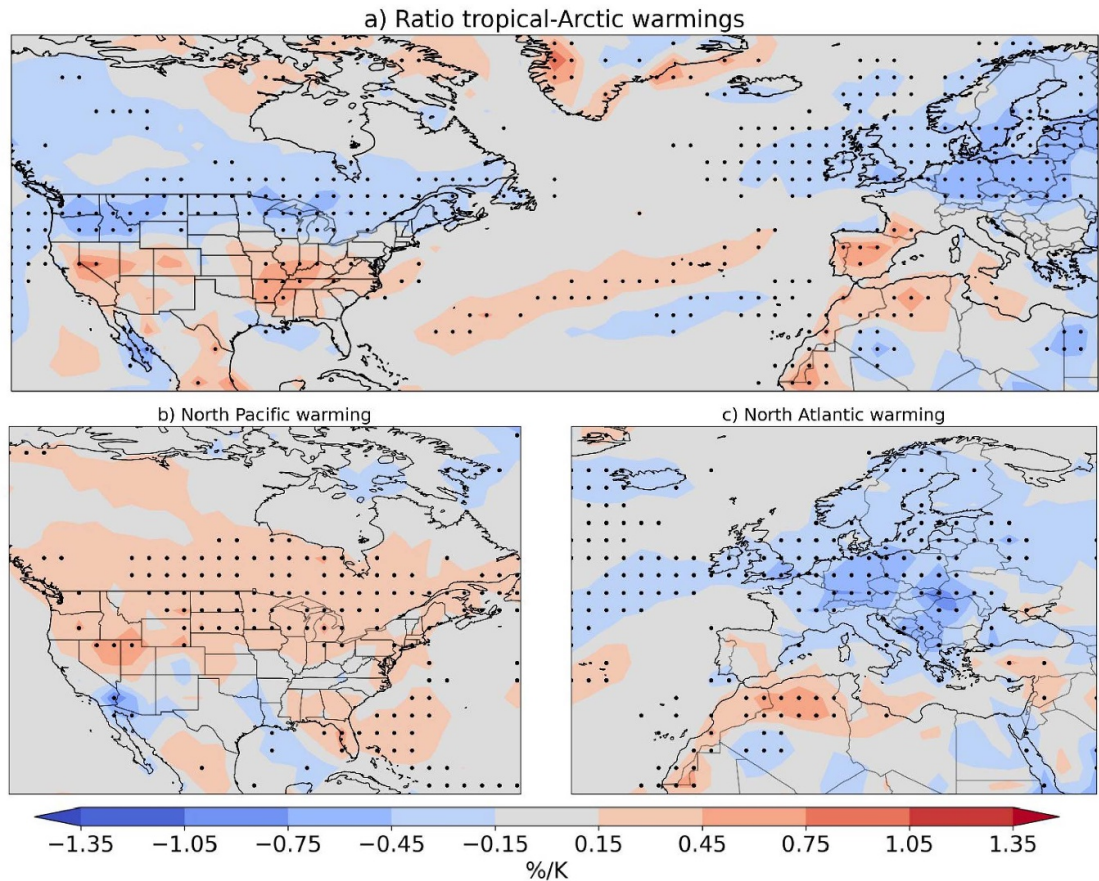 a) Ratio tropical-Arctic warmings
b) North Pacific warming
c) North Atlantic warming
−1.35 −1.05 −0.75 −0.45 −0.15 0.15 0.45 0.75 1.05 1.35
%/K